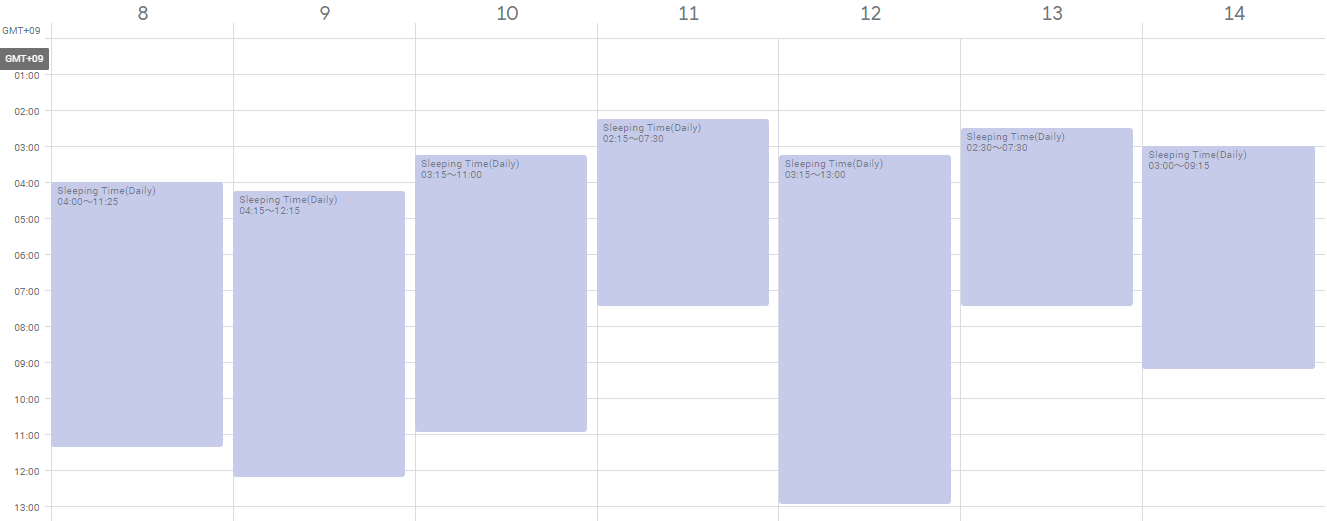 8 9 10 11 12 13 14
GMT+09
GMT+09
01:00
02:00
03:00
04:00
05:00
06:00
07:00
08:00
09:00
10:00
11:00
12:00
13:00
Sleeping Time(Daily)
04:00～11:25
Sleeping Time(Daily)
04:15～12:15
Sleeping Time(Daily)
03:15～11:00
Sleeping Time(Daily)
02:15～07:30
Sleeping Time(Daily)
03:15～13:00
Sleeping Time(Daily)
02:30～07:30
Sleeping Time(Daily)
03:00～09:15